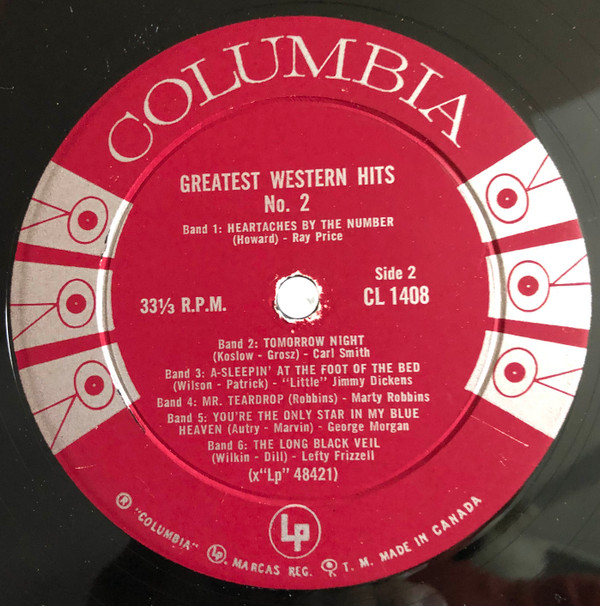 COLUMBIA
GREATEST WESTERN HITS
No. 2
Band 1: HEARTACHES BY THE NUMBER
(Howard) - Ray Price
33⅓ R.P.M.
Side 2
CL 1408
Band 2: TOMORROW NIGHT
(Koslow - Grosz) - Carl Smith
Band 3: A-SLEEPIN' AT THE FOOT OF THE BED
(Wilson - Patrick) - "Little" Jimmy Dickens
Band 4: MR. TEARDROP (Robbins) - Marty Robbins
Band 5: YOU'RE THE ONLY STAR IN MY BLUE
HEAVEN (Autry - Marvin) - George Morgan
Band 6: THE LONG BLACK VEIL
(Wilkin - Dill) - Lefty Frizzell
(x"Lp" 48421)
Lp
® "COLUMBIA" Lp. MARCAS REG. T. M. MADE IN CANADA